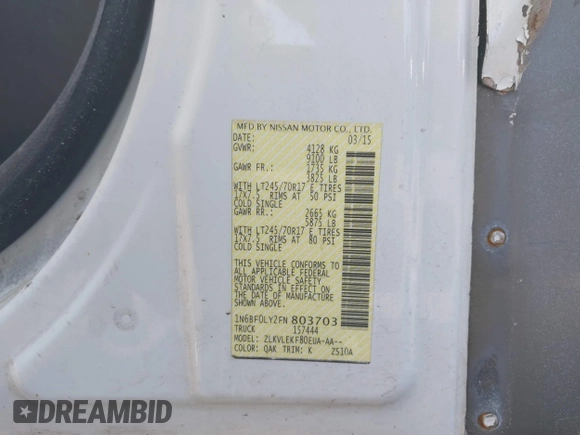 MFD BY NISSAN MOTOR CO., LTD.
DATE: 03/15
GVWR: 4128 KG
9100 LB
GAWR FR.: 1735 KG
3825 LB
WITH LT245/70R17 E TIRES
17X7.5 RIMS AT 50 PSI
COLD SINGLE
GAWR RR.: 2665 KG
5875 LB
WITH LT245/70R17 E TIRES
17X7.5 RIMS AT 80 PSI
COLD SINGLE
THIS VEHICLE CONFORMS TO
ALL APPLICABLE FEDERAL
MOTOR VEHICLE SAFETY
STANDARDS IN EFFECT ON
THE DATE OF MANUFACTURE
SHOWN ABOVE.
1N6BF0LY2FN 803703
TRUCK 157444
MODEL: ZLKVLEKF80EUA-AA--
COLOR: QAK TRIM: K ZS10A
DREAMBID